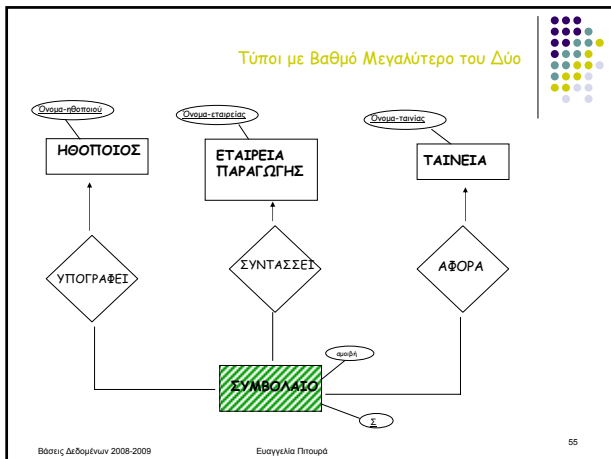 Τύποι με Βαθμό Μεγαλύτερο του Δύο
Όνομα-ηθοποιού
Όνομα-εταιρείας
Όνομα-ταινίας
ΗΘΟΠΟΙΟΣ
ΕΤΑΙΡΕΙΑ
ΠΑΡΑΓΩΓΗΣ
ΤΑΙΝΕΙΑ
ΥΠΟΓΡΑΦΕΙ
ΣΥΝΤΑΣΣΕΙ
ΑΦΟΡΑ
αμοιβή
ΣΥΜΒΟΛΑΙΟ
Σ
Βάσεις Δεδομένων 2008-2009
Ευαγγελία Πιτουρά
55